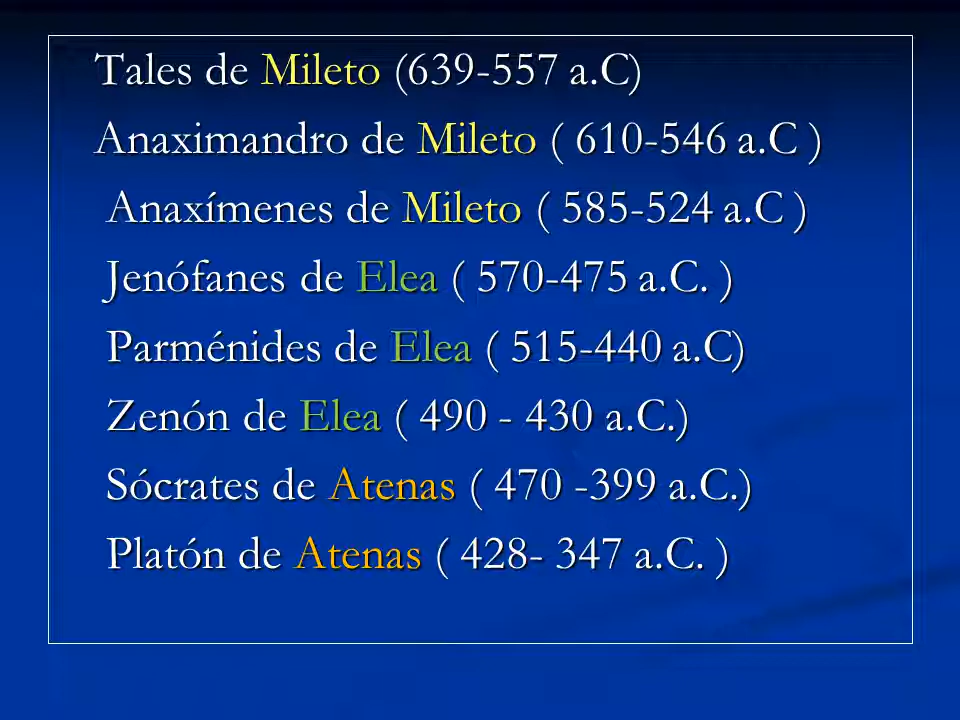 Tales de Mileto (639-557 a.C)
Anaximandro de Mileto ( 610-546 a.C )
Anaxímenes de Mileto ( 585-524 a.C )
Jenófanes de Elea ( 570-475 a.C. )
Parménides de Elea ( 515-440 a.C)
Zenón de Elea ( 490 - 430 a.C.)
Sócrates de Atenas ( 470 -399 a.C.)
Platón de Atenas ( 428- 347 a.C. )